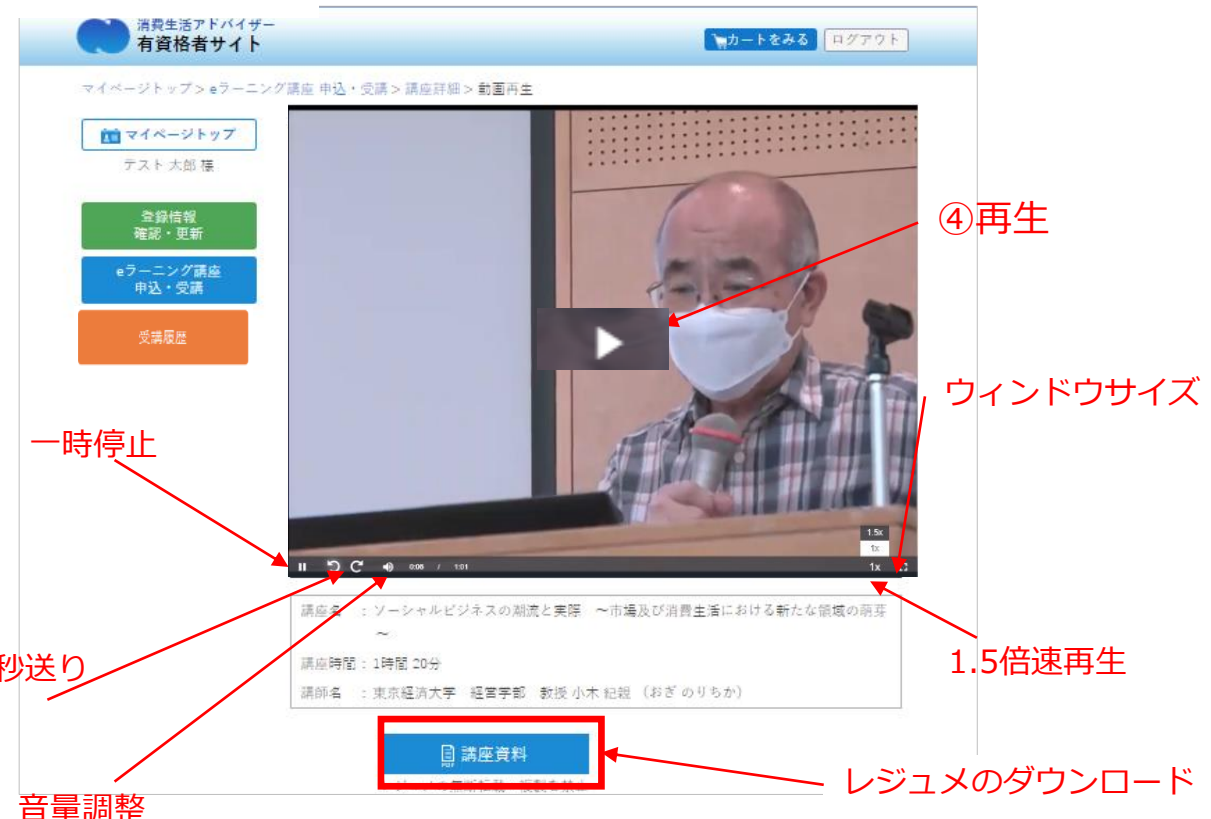 消費生活アドバイザー
有資格者サイト
カートをみる
ログアウト
マイページトップ > eラーニング講座 申込・受講 > 講座詳細 > 動画再生
マイページトップ
テスト 太郎 様
登録情報
確認・更新
eラーニング講座
申込・受講
受講履歴
④再生
ウィンドウサイズ
一時停止
1.5x
1x
0:06 / 1:01
1x
講座名 : ソーシャルビジネスの潮流と実際 ~市場及び消費生活における新たな領域の萌芽
~
講座時間 : 1時間 20分
講師名 : 東京経済大学 経営学部 教授 小木 紀親 (おぎ のりちか)
秒送り
1.5倍速再生
PDF
講座資料
レジュメのダウンロード
音量調整